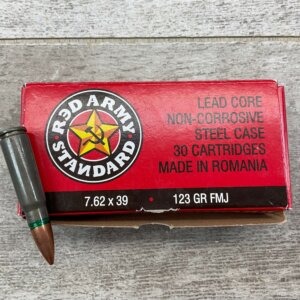 RED ARMY
STANDARD
LEAD CORE
NON-CORROSIVE
STEEL CASE
30 CARTRIDGES
MADE IN ROMANIA
7.62 x 39 · 123 GR FMJ